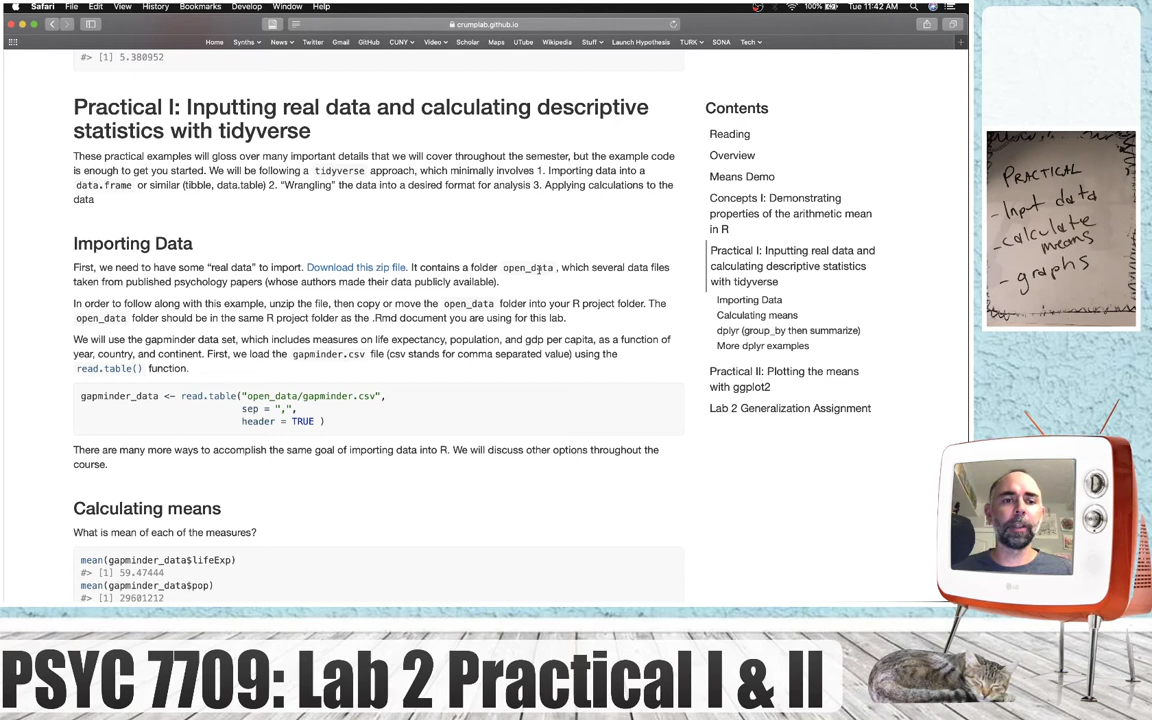 Safari File Edit View History Bookmarks Develop Window Help
100% Tue 11:42 AM
crumplab.github.io
Home Synths News Twitter Gmail GitHub CUNY Video Scholar Maps UTube Wikipedia Stuff Launch Hypothesis TURK SONA Tech
#> [1] 5.380952
Practical I: Inputting real data and calculating descriptive
statistics with tidyverse
These practical examples will gloss over many important details that we will cover throughout the semester, but the example code
is enough to get you started. We will be following a tidyverse approach, which minimally involves 1. Importing data into a
data.frame or similar (tibble, data.table) 2. “Wrangling” the data into a desired format for analysis 3. Applying calculations to the
data
Importing Data
First, we need to have some “real data” to import. Download this zip file. It contains a folder open_data, which several data files
taken from published psychology papers (whose authors made their data publicly available).
In order to follow along with this example, unzip the file, then copy or move the open_data folder into your R project folder. The
open_data folder should be in the same R project folder as the .Rmd document you are using for this lab.
We will use the gapminder data set, which includes measures on life expectancy, population, and gdp per capita, as a function of
year, country, and continent. First, we load the gapminder.csv file (csv stands for comma separated value) using the
read.table() function.
gapminder_data <- read.table("open_data/gapminder.csv",
sep = ",",
header = TRUE )
There are many more ways to accomplish the same goal of importing data into R. We will discuss other options throughout the
course.
Calculating means
What is mean of each of the measures?
mean(gapminder_data$lifeExp)
#> [1] 59.47444
mean(gapminder_data$pop)
#> [1] 29601212
Contents
Reading
Overview
Means Demo
Concepts I: Demonstrating
properties of the arithmetic mean
in R
Practical I: Inputting real data and
calculating descriptive statistics
with tidyverse
Importing Data
Calculating means
dplyr (group_by then summarize)
More dplyr examples
Practical II: Plotting the means
with ggplot2
Lab 2 Generalization Assignment
PRACTICAL
- Input data
- calculate
means
- graphs
LG
PSYC 7709: Lab 2 Practical I & II